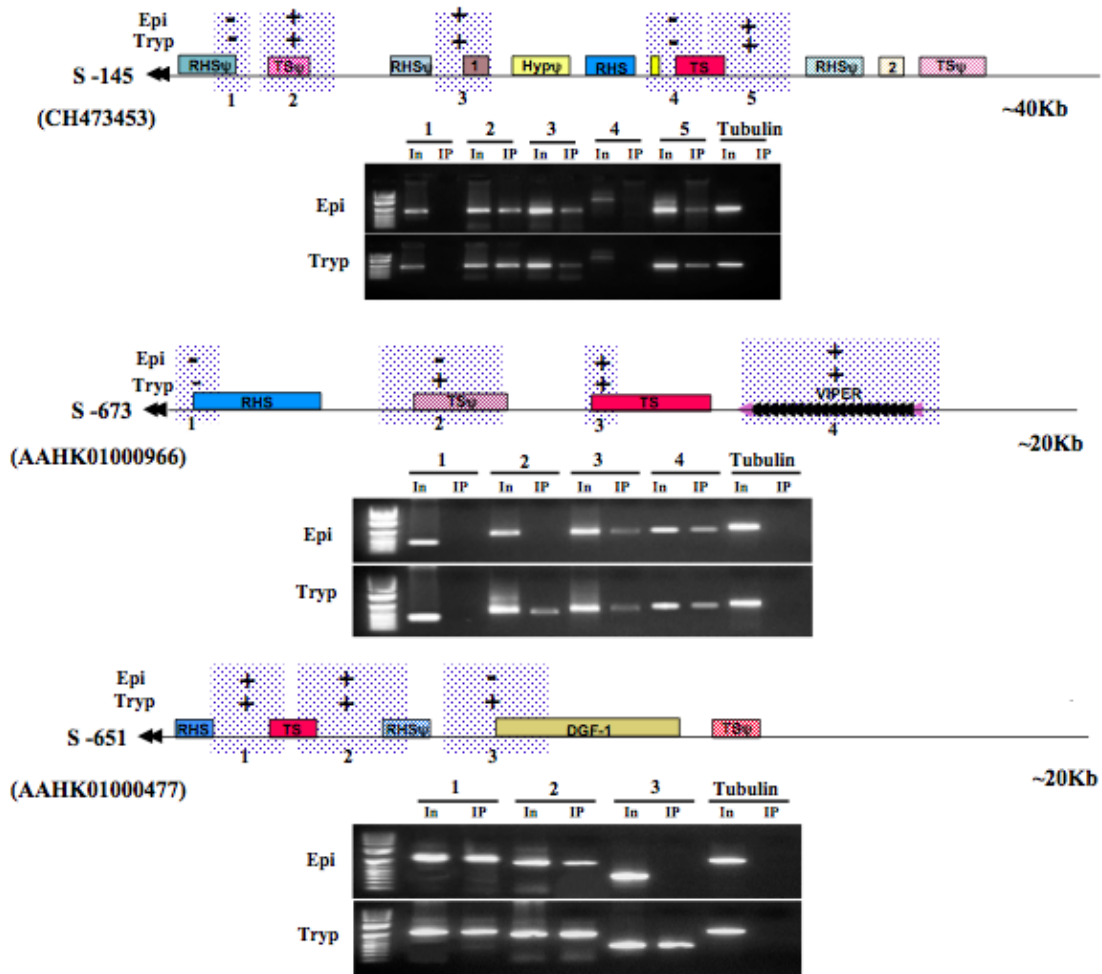 Epi - + + - +
Tryp - + + - +
S -145 RHSψ TSψ RHSψ 1 Hypψ RHS TS RHSψ 2 TSψ
1 2 3 4 5
(CH473453) ~40Kb
1 2 3 4 5 Tubulin
In IP In IP In IP In IP In IP In IP
Epi
Tryp
Epi - - + +
Tryp - + + +
VIPER
S -673 RHS TSψ TS
1 2 3 4
(AAHK01000966) ~20Kb
1 2 3 4 Tubulin
In IP In IP In IP In IP In IP
Epi
Tryp
Epi + + -
Tryp + + +
S -651 RHS TS RHSψ DGF-1 TSψ
1 2 3
(AAHK01000477) ~20Kb
1 2 3 Tubulin
In IP In IP In IP In IP
Epi
Tryp